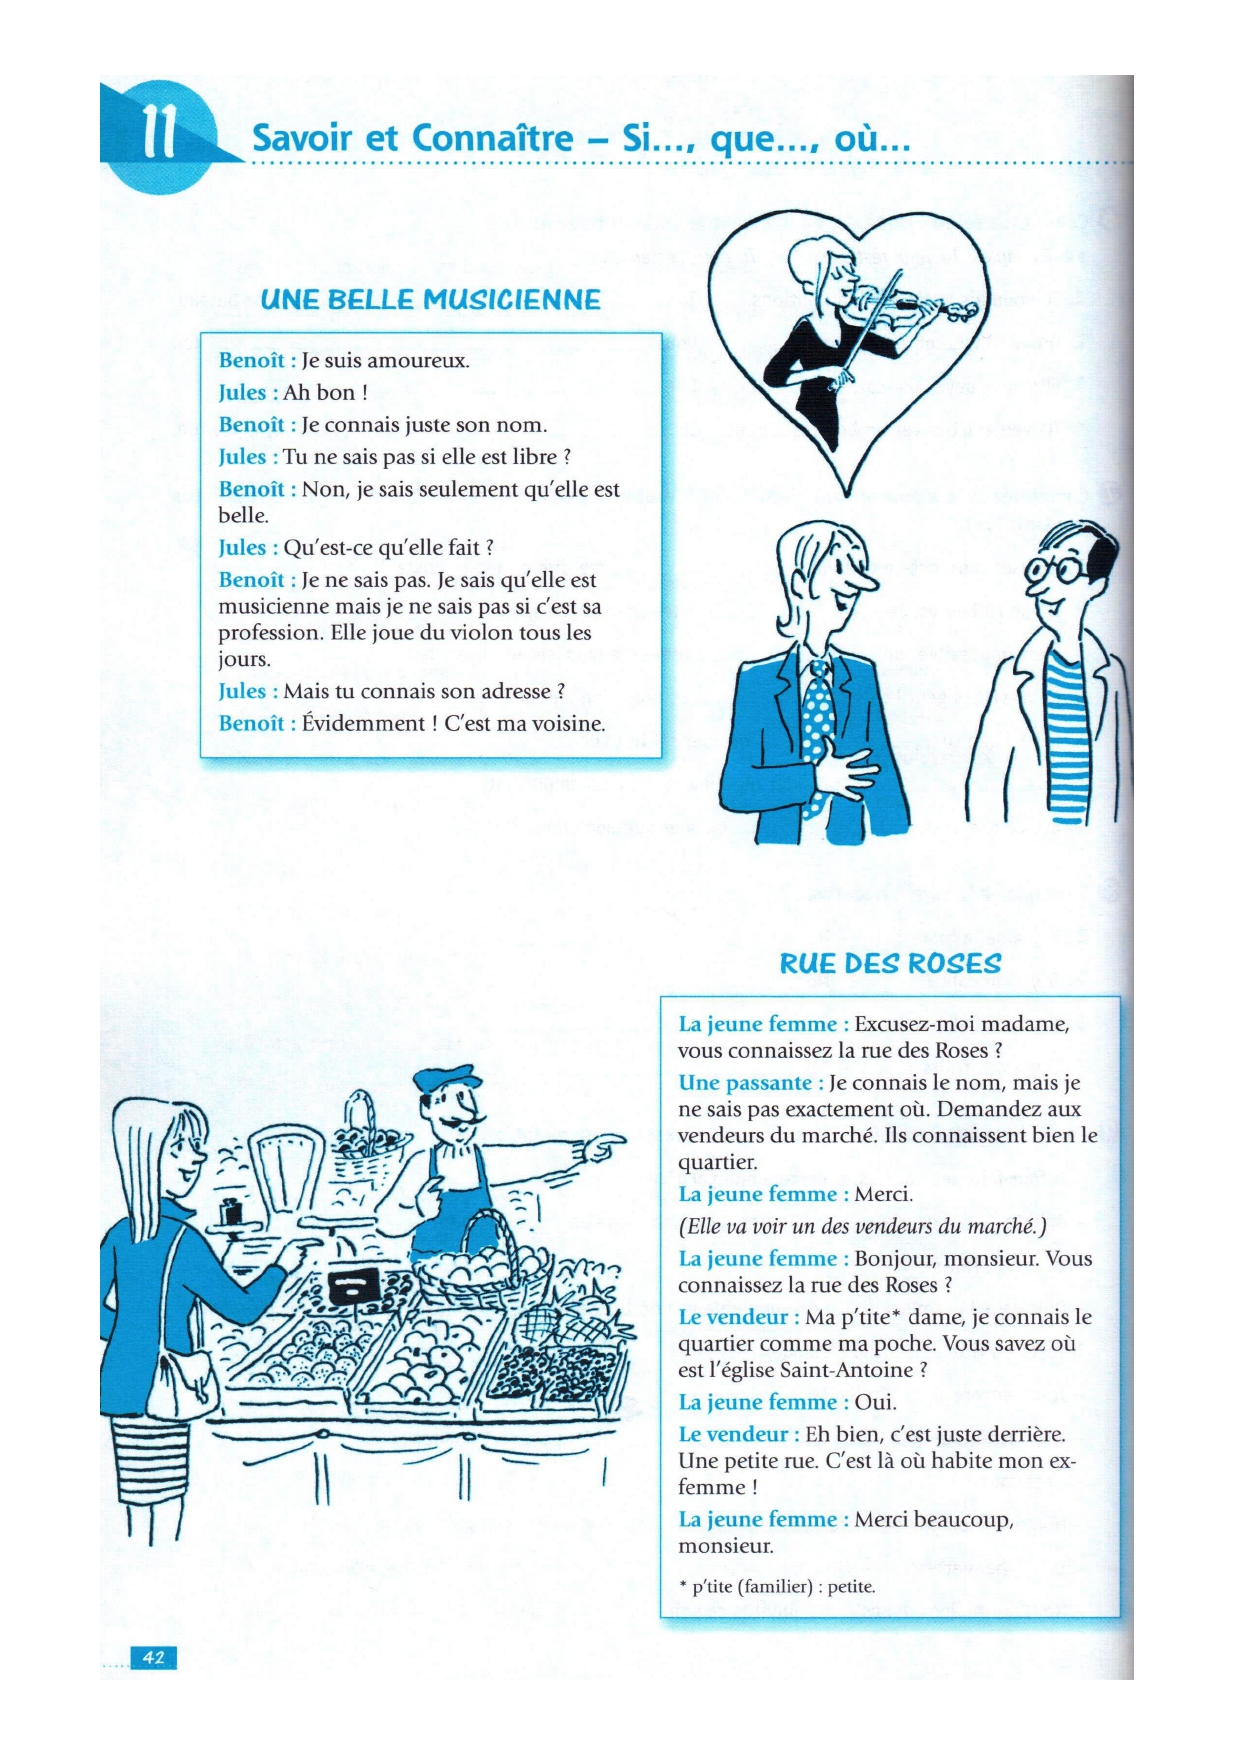 11
Savoir et Connaître – Si..., que..., où...
UNE BELLE MUSICIENNE
Benoît : Je suis amoureux.
Jules : Ah bon !
Benoît : Je connais juste son nom.
Jules : Tu ne sais pas si elle est libre ?
Benoît : Non, je sais seulement qu'elle est
belle.
Jules : Qu'est-ce qu'elle fait ?
Benoît : Je ne sais pas. Je sais qu'elle est
musicienne mais je ne sais pas si c'est sa
profession. Elle joue du violon tous les
jours.
Jules : Mais tu connais son adresse ?
Benoît : Évidemment ! C'est ma voisine.
RUE DES ROSES
La jeune femme : Excusez-moi madame,
vous connaissez la rue des Roses ?
Une passante : Je connais le nom, mais je
ne sais pas exactement où. Demandez aux
vendeurs du marché. Ils connaissent bien le
quartier.
La jeune femme : Merci.
(Elle va voir un des vendeurs du marché.)
La jeune femme : Bonjour, monsieur. Vous
connaissez la rue des Roses ?
Le vendeur : Ma p'tite* dame, je connais le
quartier comme ma poche. Vous savez où
est l'église Saint-Antoine ?
La jeune femme : Oui.
Le vendeur : Eh bien, c'est juste derrière.
Une petite rue. C'est là où habite mon ex-
femme !
La jeune femme : Merci beaucoup,
monsieur.
* p'tite (familier) : petite.
42